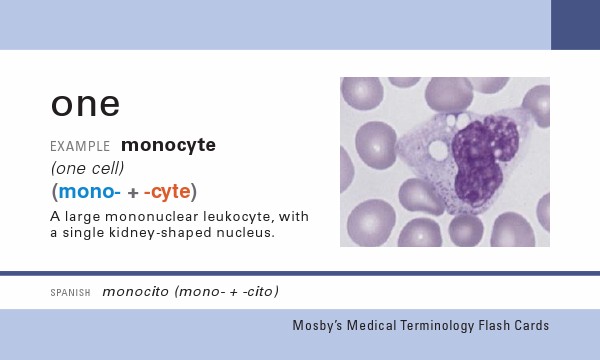 one
EXAMPLE monocyte
(one cell)
(mono- + -cyte)
A large mononuclear leukocyte, with
a single kidney-shaped nucleus.
SPANISH monocito (mono- + -cito)
Mosby's Medical Terminology Flash Cards